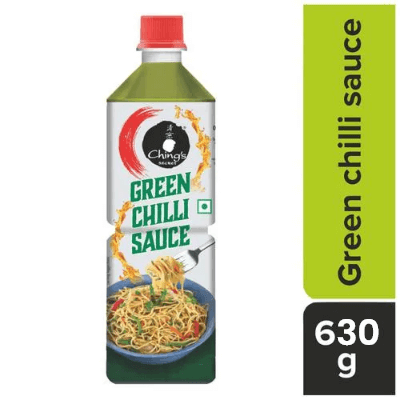 Ching's
SECRET
GREEN
CHILLI
SAUCE
Green chilli sauce
630
g